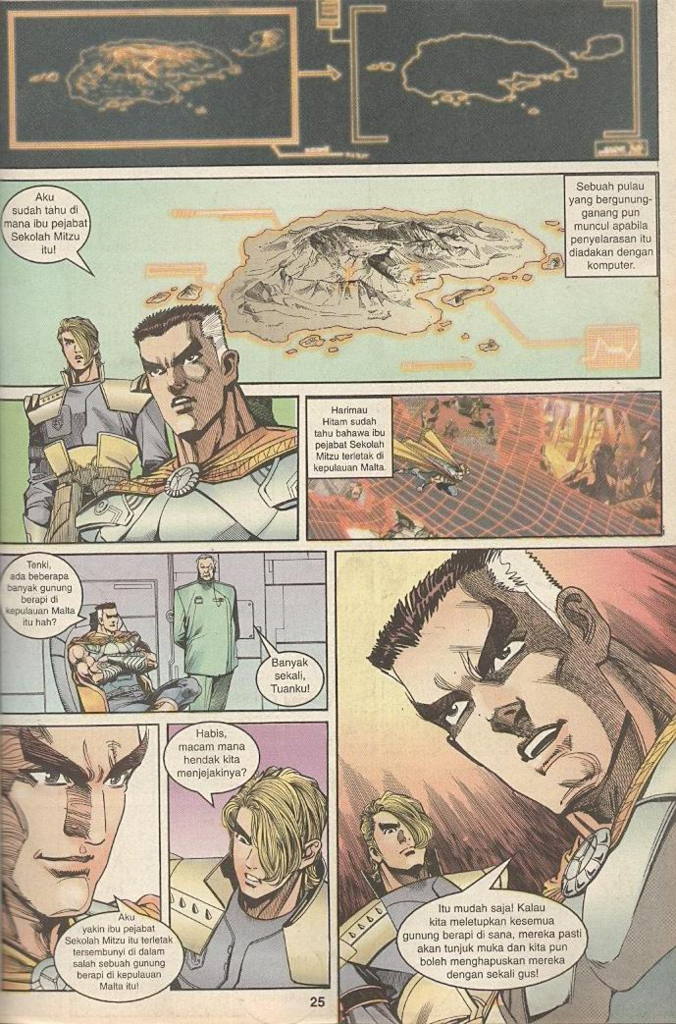 Aku
sudah tahu di
mana ibu pejabat
Sekolah Mitzu
itu!
Sebuah pulau
yang bergunung-
ganang pun
muncul apabila
penyelarasan itu
diadakan dengan
komputer.
Harimau
Hitam sudah
tahu bahawa ibu
pejabat Sekolah
Mitzu terletak di
kepulauan Malta.
Tenki,
ada beberapa
banyak gunung
berapi di
kepulauan Malta
itu hah?
Banyak
sekali,
Tuanku!
Aku
yakin ibu pejabat
Sekolah Mitzu itu terletak
tersembunyi di dalam
salah sebuah gunung
berapi di kepulauan
Malta itu!
Habis,
macam mana
hendak kita
menjejakinya?
Itu mudah saja! Kalau
kita meletupkan kesemua
gunung berapi di sana, mereka pasti
akan tunjuk muka dan kita pun
boleh menghapuskan mereka
dengan sekali gus!
25